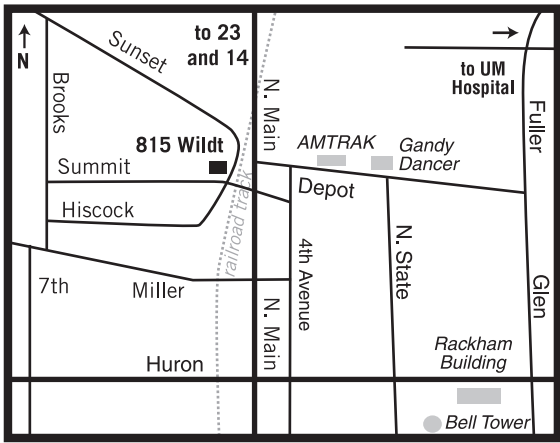 N
Sunset
to 23
and 14
to UM
Hospital
Brooks
N. Main
Fuller
815 Wildt
AMTRAK
Gandy
Dancer
Summit
Depot
Hiscock
railroad track
4th Avenue
N. State
7th
Miller
Glen
N. Main
Huron
Rackham
Building
Bell Tower